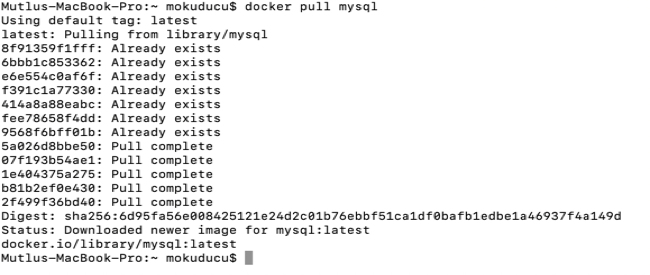 Mutlus-MacBook-Pro:~ mokuducu$ docker pull mysql
Using default tag: latest
latest: Pulling from library/mysql
8f91359f1fff: Already exists
6bbb1c853362: Already exists
e6e554c0af6f: Already exists
f391c1a77330: Already exists
414a8a88eabc: Already exists
fee78658f4dd: Already exists
9568f6bff01b: Already exists
5a026d8bbe50: Pull complete
07f193b54ae1: Pull complete
1e404375a275: Pull complete
b81b2ef0e430: Pull complete
2f499f36bd40: Pull complete
Digest: sha256:6d95fa56e008425121e24d2c01b76ebbf51ca1df0bafb1edbe1a46937f4a149d
Status: Downloaded newer image for mysql:latest
docker.io/library/mysql:latest
Mutlus-MacBook-Pro:~ mokuducu$